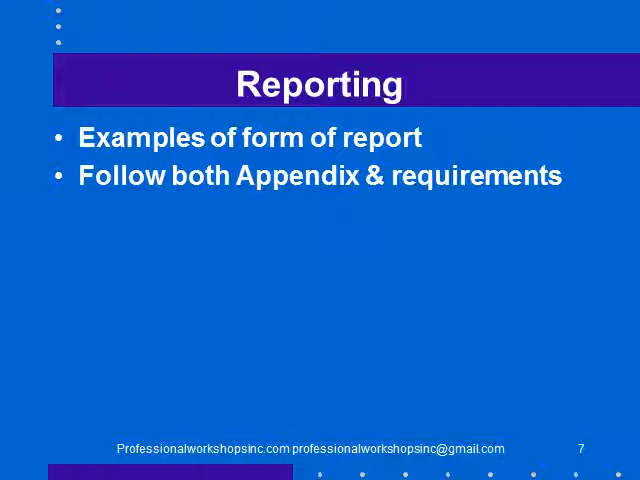 Reporting
• Examples of form of report
• Follow both Appendix & requirements
Professionalworkshopsinc.com professionalworkshopsinc@gmail.com 7